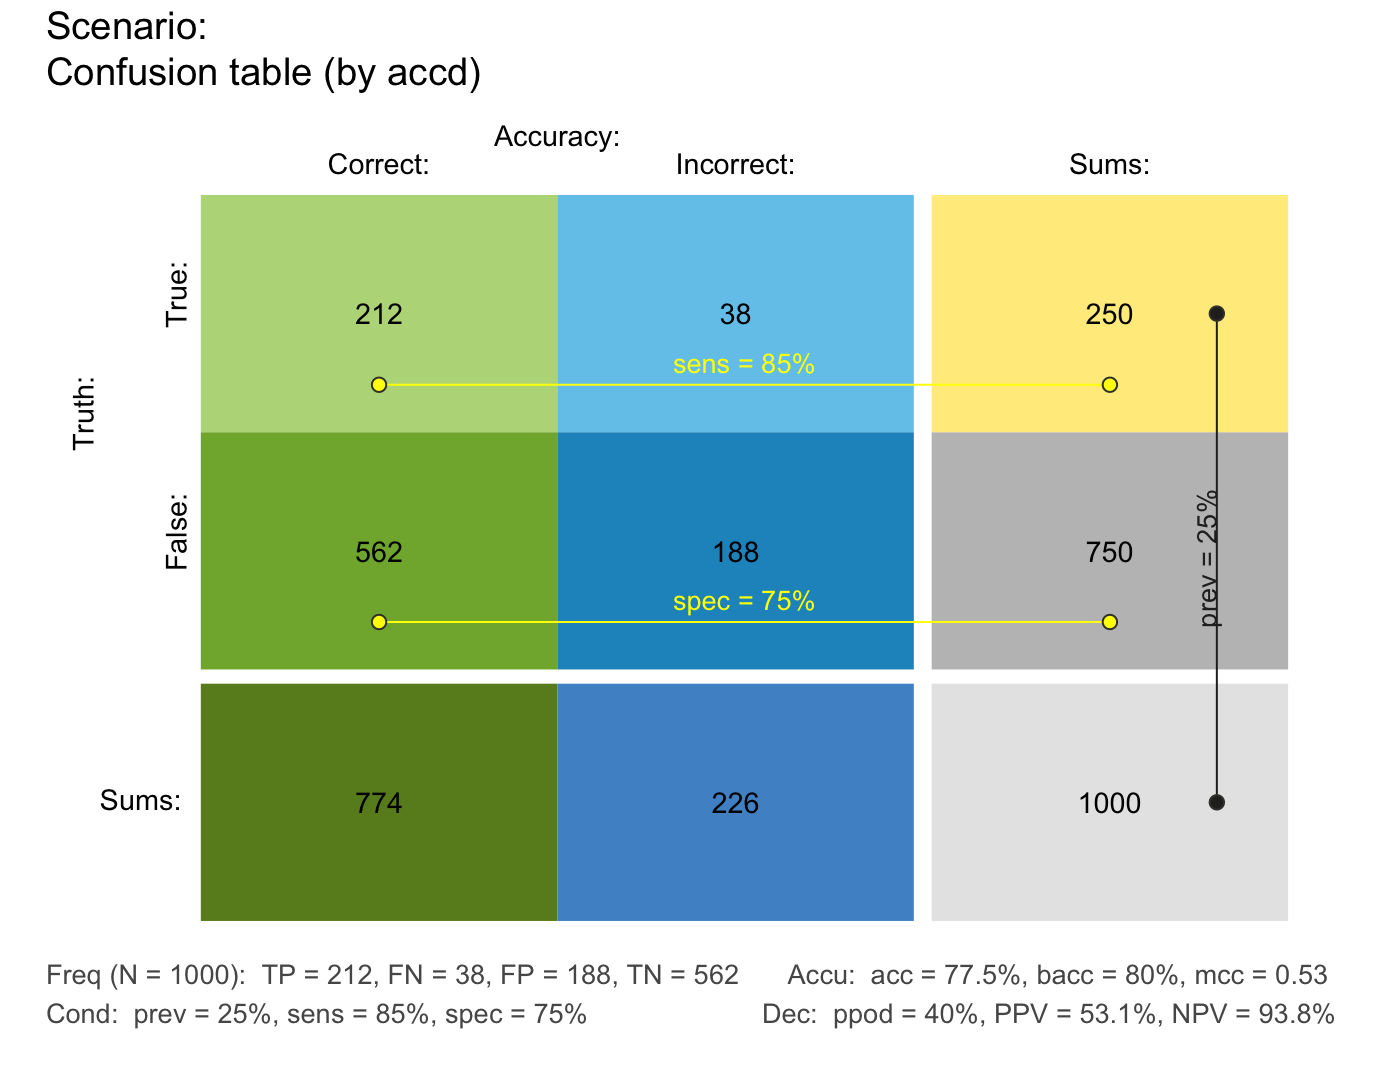 Scenario:
Confusion table (by accd)
Accuracy:
Correct:
Incorrect:
Sums:
Truth:
True:
212
38
250
sens = 85%
False:
562
188
750
spec = 75%
prev = 25%
Sums:
774
226
1000
Freq (N = 1000):  TP = 212, FN = 38, FP = 188, TN = 562
Accu:  acc = 77.5%, bacc = 80%, mcc = 0.53
Cond:  prev = 25%, sens = 85%, spec = 75%
Dec:  ppod = 40%, PPV = 53.1%, NPV = 93.8%